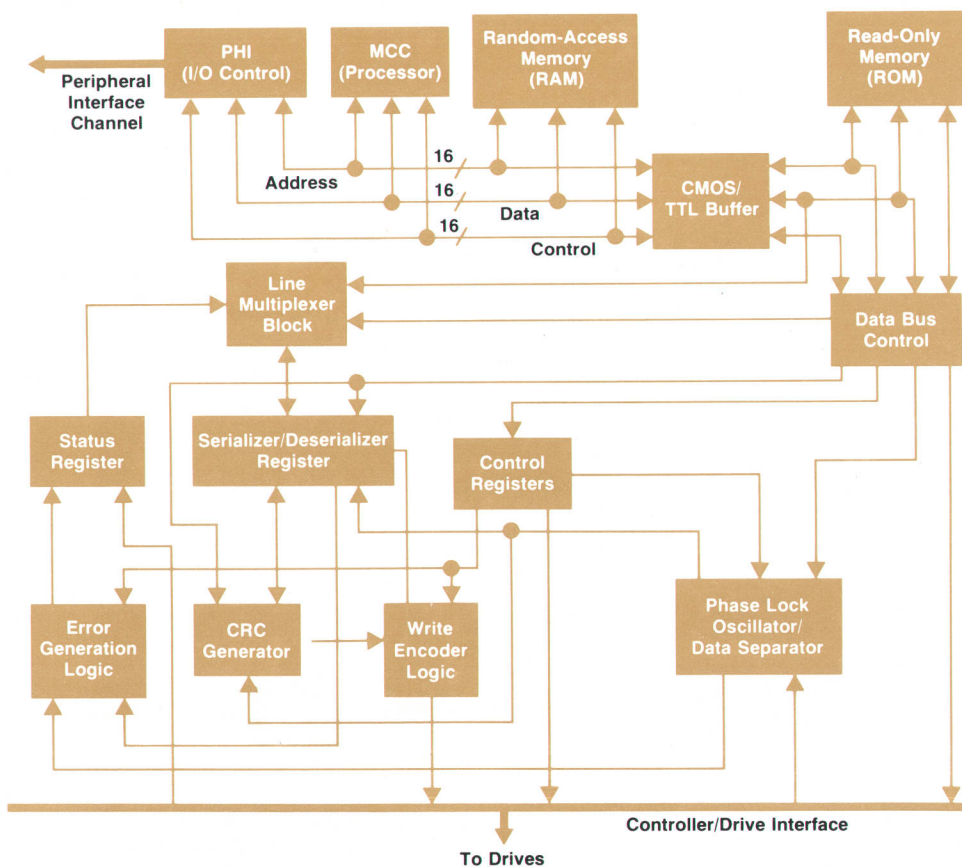 PHI
(I/O Control)
MCC
(Processor)
Random-Access
Memory
(RAM)
Read-Only
Memory
(ROM)
Peripheral
Interface
Channel
16
Address
16
Data
16
Control
CMOS/
TTL Buffer
Line
Multiplexer
Block
Data Bus
Control
Status
Register
Serializer/Deserializer
Register
Control
Registers
Error
Generation
Logic
CRC
Generator
Write
Encoder
Logic
Phase Lock
Oscillator/
Data Separator
Controller/Drive Interface
To Drives